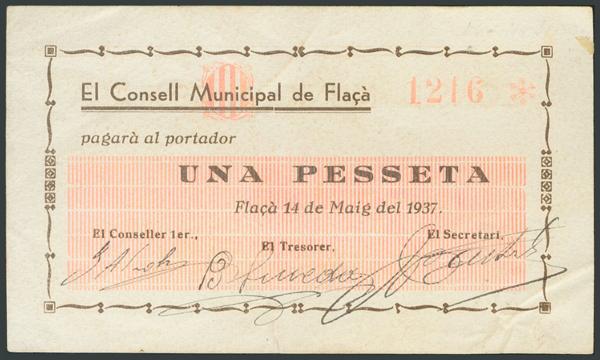 El Consell Municipal de Flaçà
1216 *
pagarà al portador
UNA PESSETA
Flaçà 14 de Maig del 1937.
El Conseller 1er.,
El Tresorer,
El Secretari,